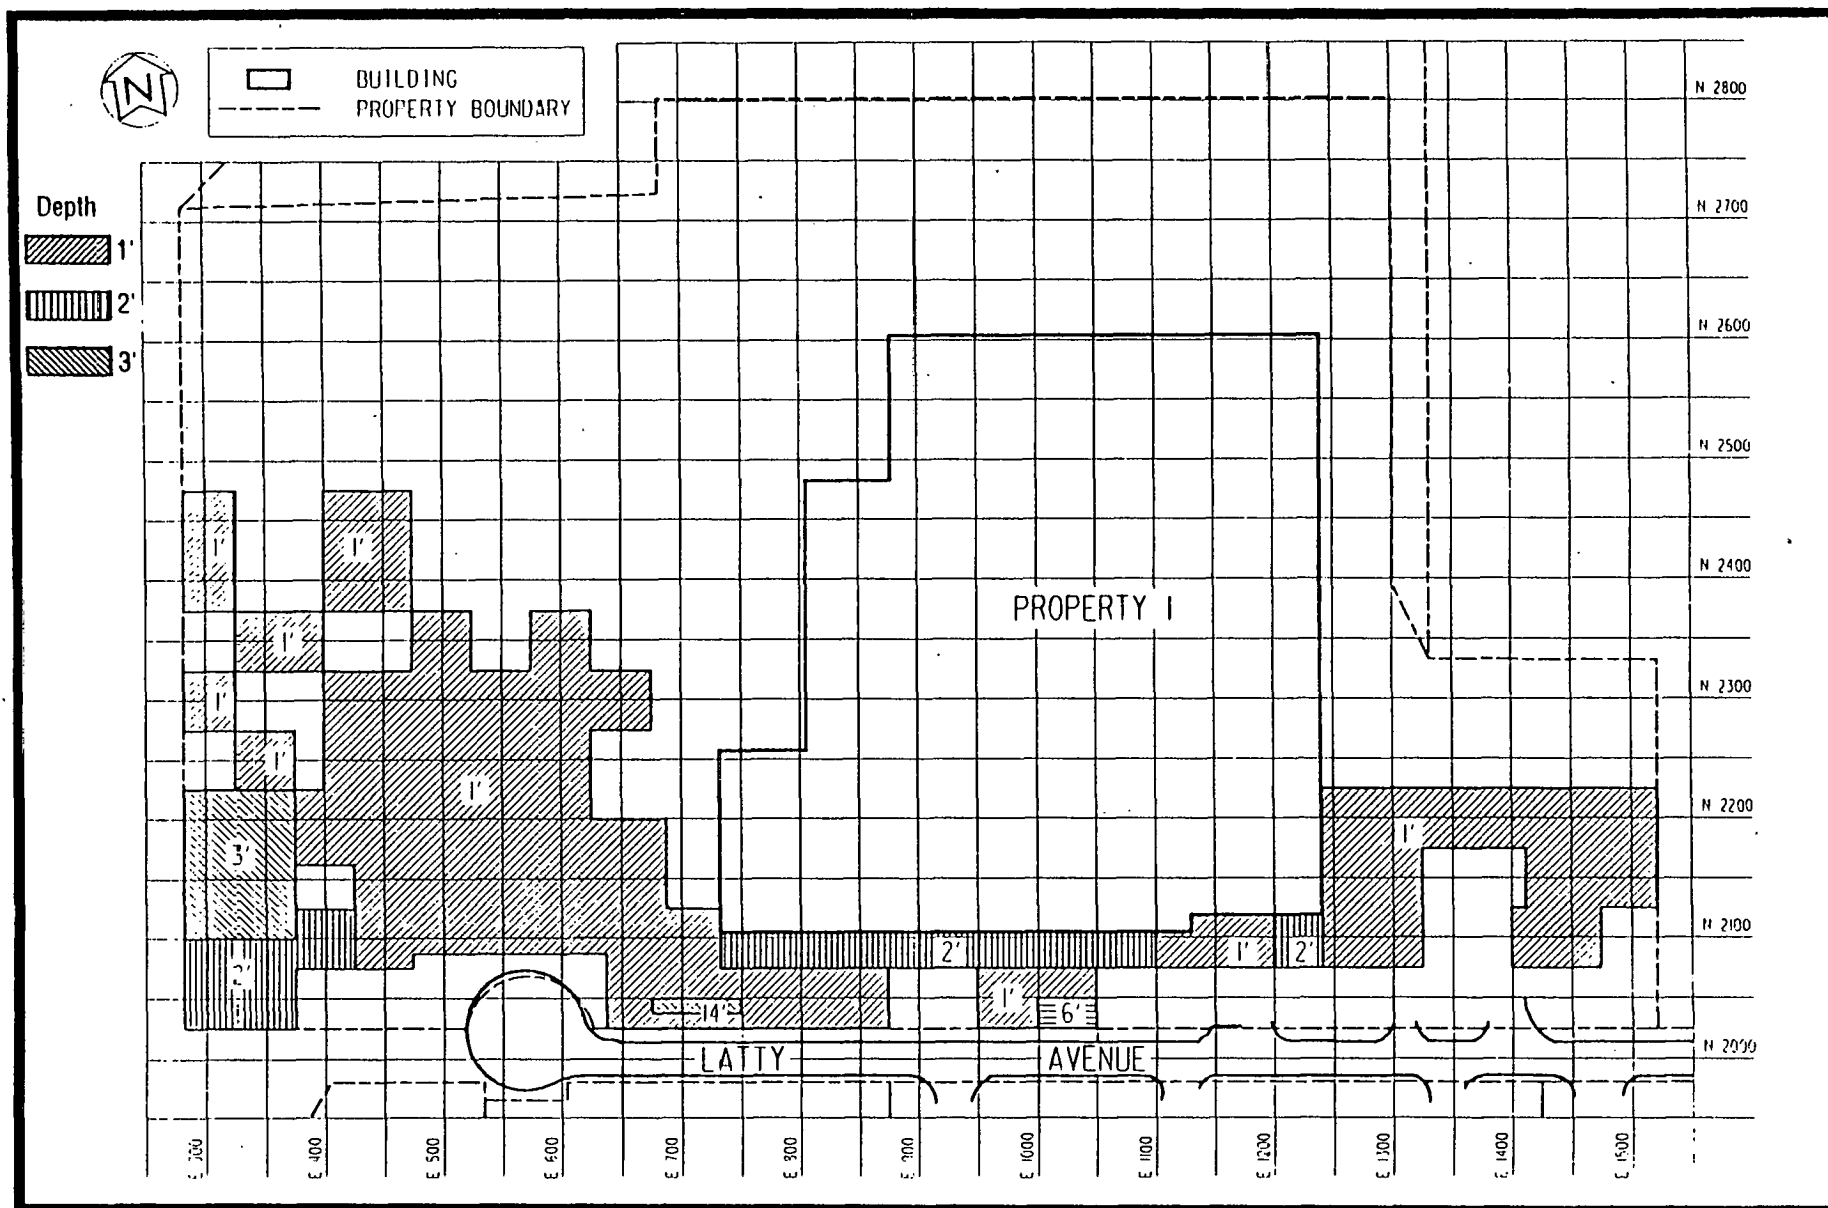 N
BUILDING
PROPERTY BOUNDARY
Depth
1'
2'
3'
N 2800
N 2700
N 2600
N 2500
N 2400
N 2300
N 2200
N 2100
N 2000
PROPERTY 1
1'
1'
1'
1'
1'
1'
3'
2'
14'
2'
1'
6'
1'
2'
1'
LATTY AVENUE
E 300
E 400
E 500
E 600
E 700
E 800
E 900
E 1000
E 1100
E 1200
E 1300
E 1400
E 1500